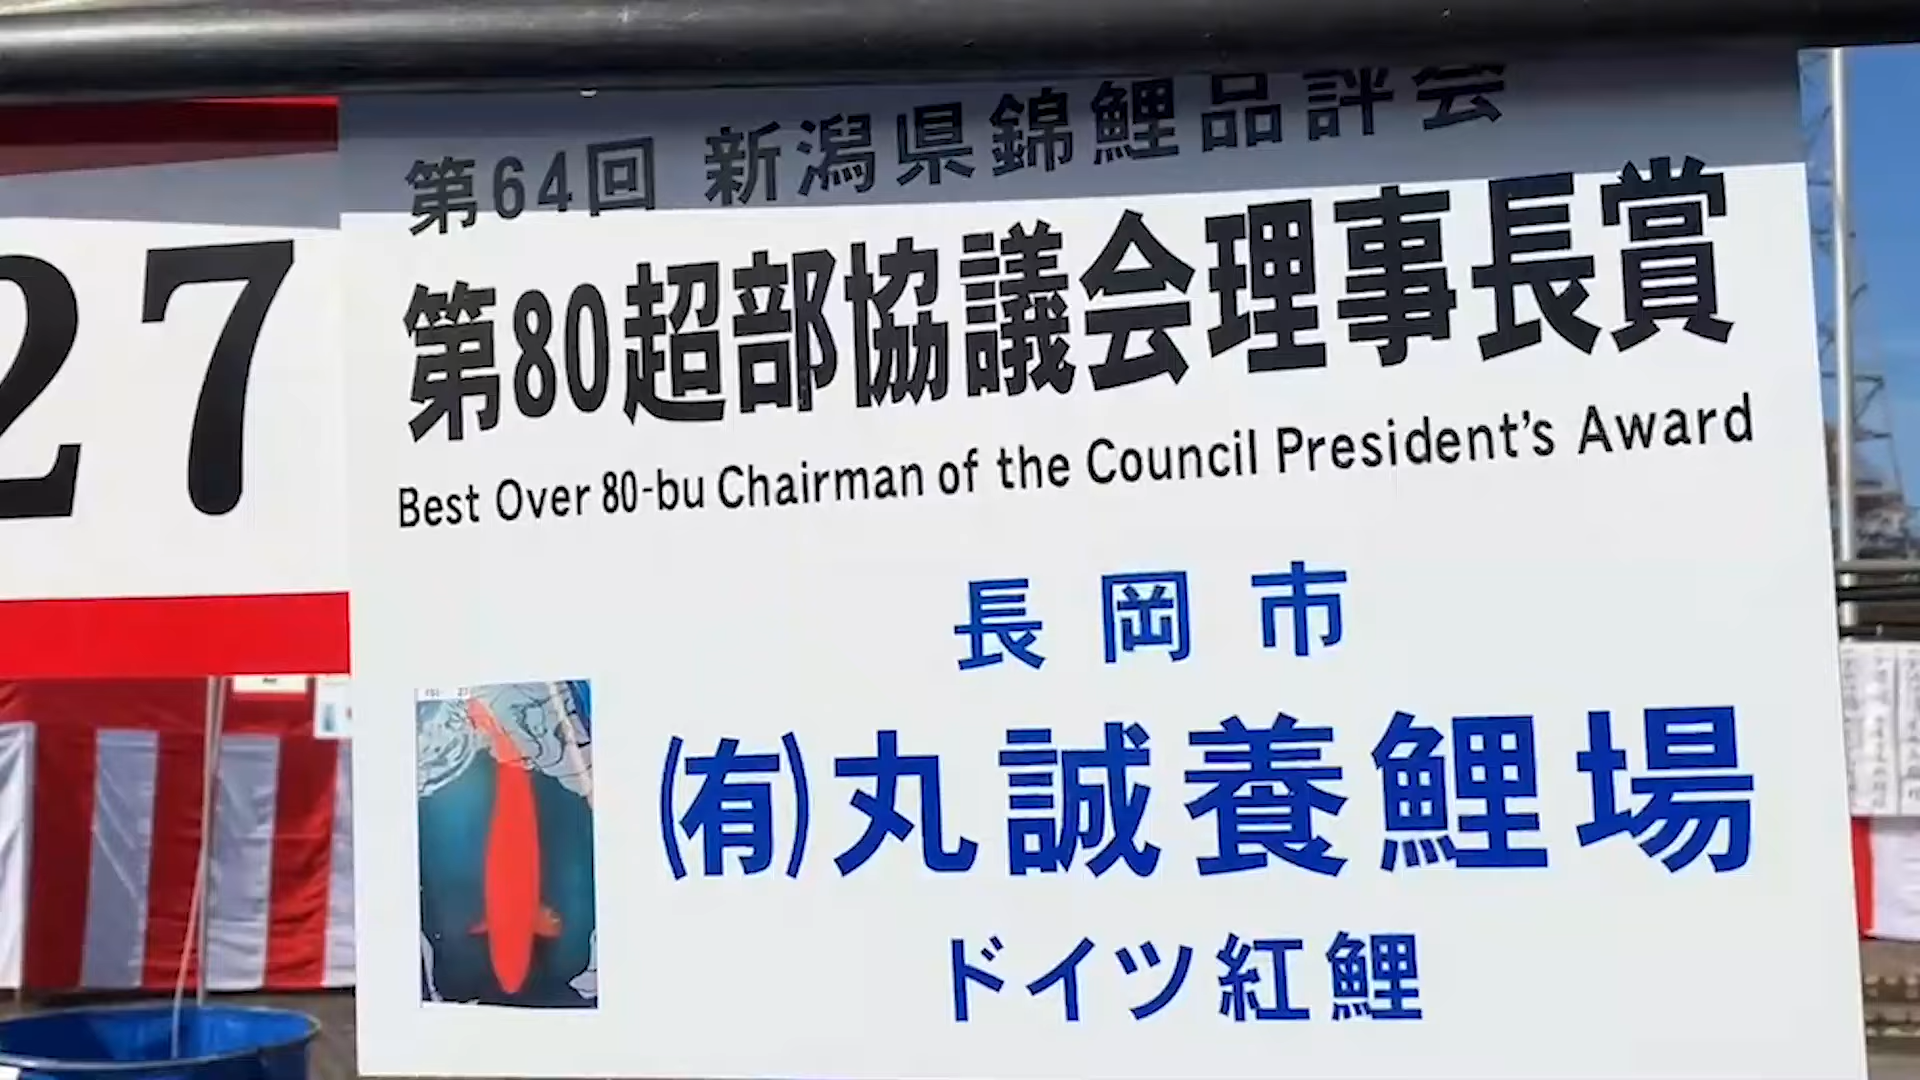 第64回 新潟県錦鯉品評会
第80超部協議会理事長賞
Best Over 80-bu Chairman of the Council President's Award
27
長岡市
㈲丸誠養鯉場
ドイツ紅鯉